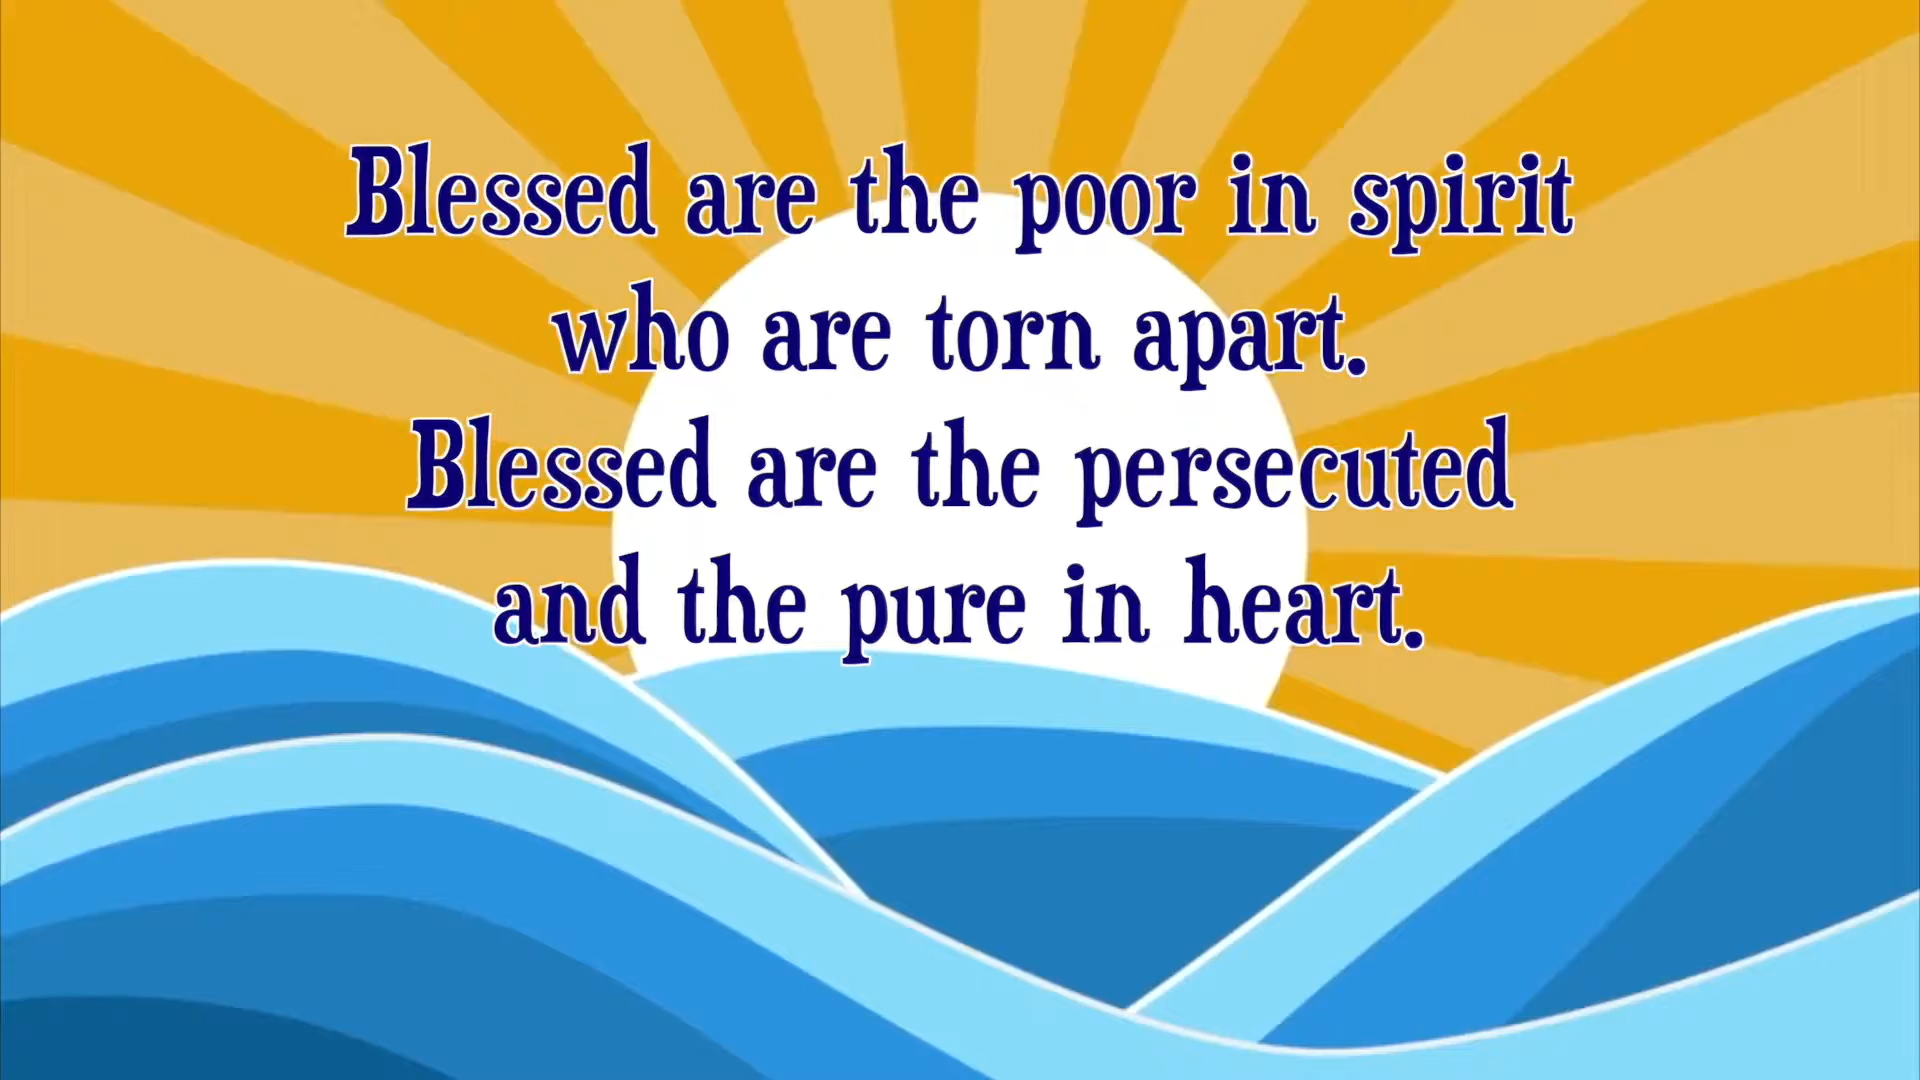 Blessed are the poor in spirit
who are torn apart.
Blessed are the persecuted
and the pure in heart.